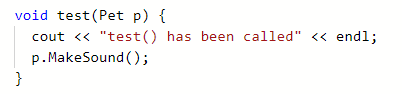 void test(Pet p) {
  cout << "test() has been called" << endl;
  p.MakeSound();
}